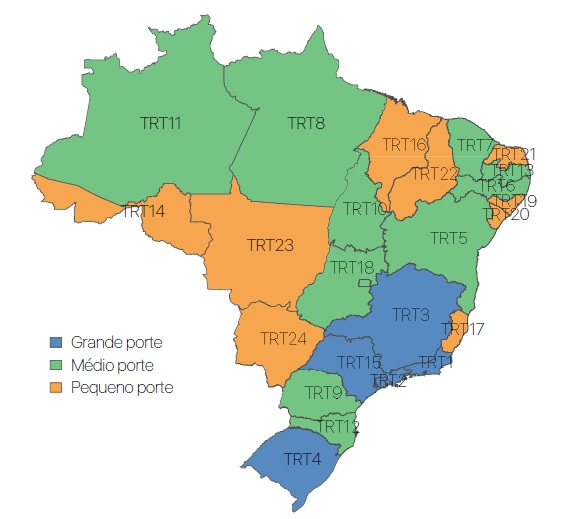 TRT11
TRT8
TRT16
TRT7
TRT21
TRT22
TRT13
TRT6
TRT14
TRT10
TRT19
TRT20
TRT23
TRT5
TRT18
TRT3
TRT17
TRT24
TRT15
TRT1
TRT2
TRT9
TRT12
TRT4
Grande porte
Médio porte
Pequeno porte